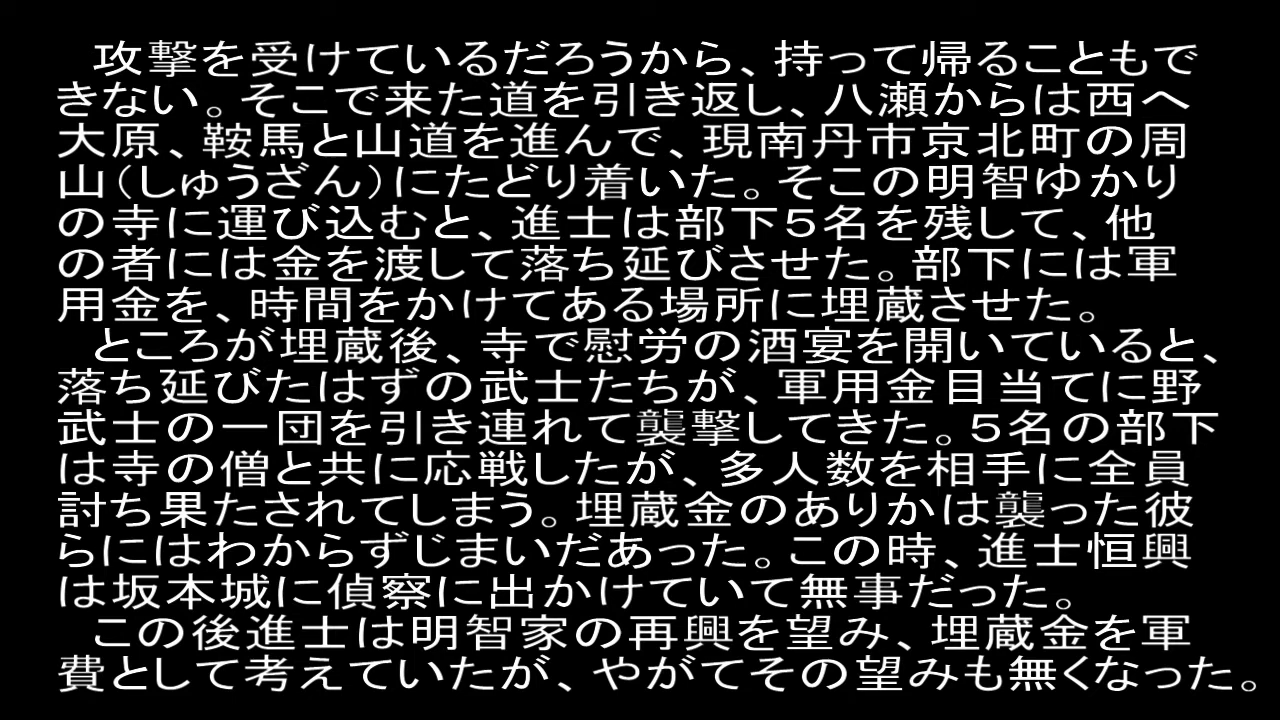 攻撃を受けているだろうから、持って帰ることもで
きない。そこで来た道を引き返し、八瀬からは西へ
大原、鞍馬と山道を進んで、現南丹市京北町の周
山（しゅうざん）にたどり着いた。そこの明智ゆかり
の寺に運び込むと、進士は部下５名を残して、他
の者には金を渡して落ち延びさせた。部下には軍
用金を、時間をかけてある場所に埋蔵させた。
　ところが埋蔵後、寺で慰労の酒宴を開いていると、
落ち延びたはずの武士たちが、軍用金目当てに野
武士の一団を引き連れて襲撃してきた。５名の部下
は寺の僧と共に応戦したが、多人数を相手に全員
討ち果たされてしまう。埋蔵金のありかは襲った彼
らにはわからずじまいだあった。この時、進士恒興
は坂本城に偵察に出かけていて無事だった。
　この後進士は明智家の再興を望み、埋蔵金を軍
費として考えていたが、やがてその望みも無くなった。